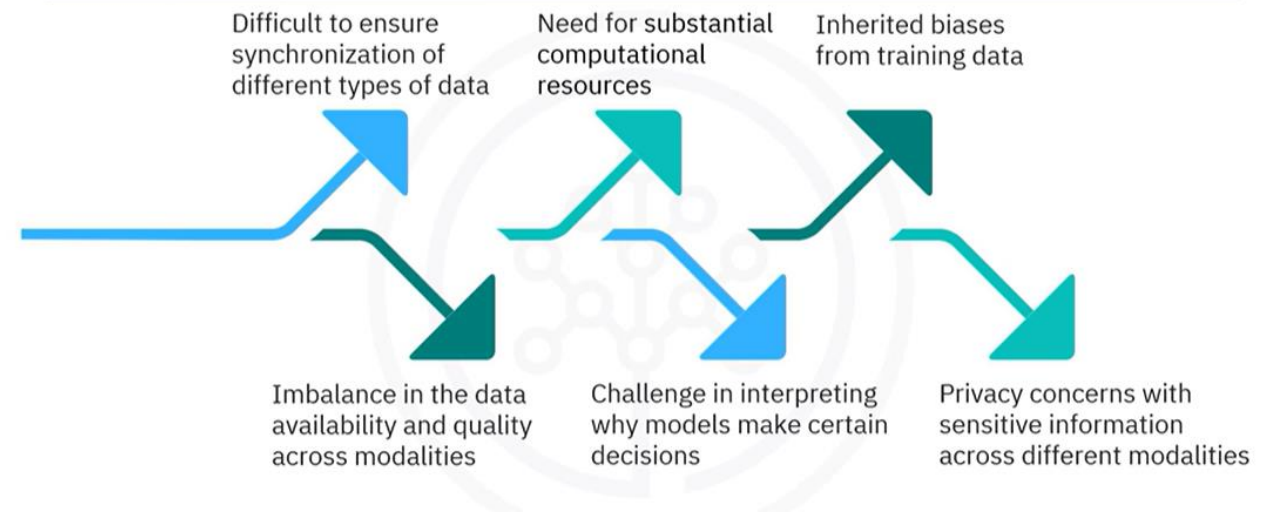 Difficult to ensure
synchronization of
different types of data
Need for substantial
computational
resources
Inherited biases
from training data
Imbalance in the data
availability and quality
across modalities
Challenge in interpreting
why models make certain
decisions
Privacy concerns with
sensitive information
across different modalities